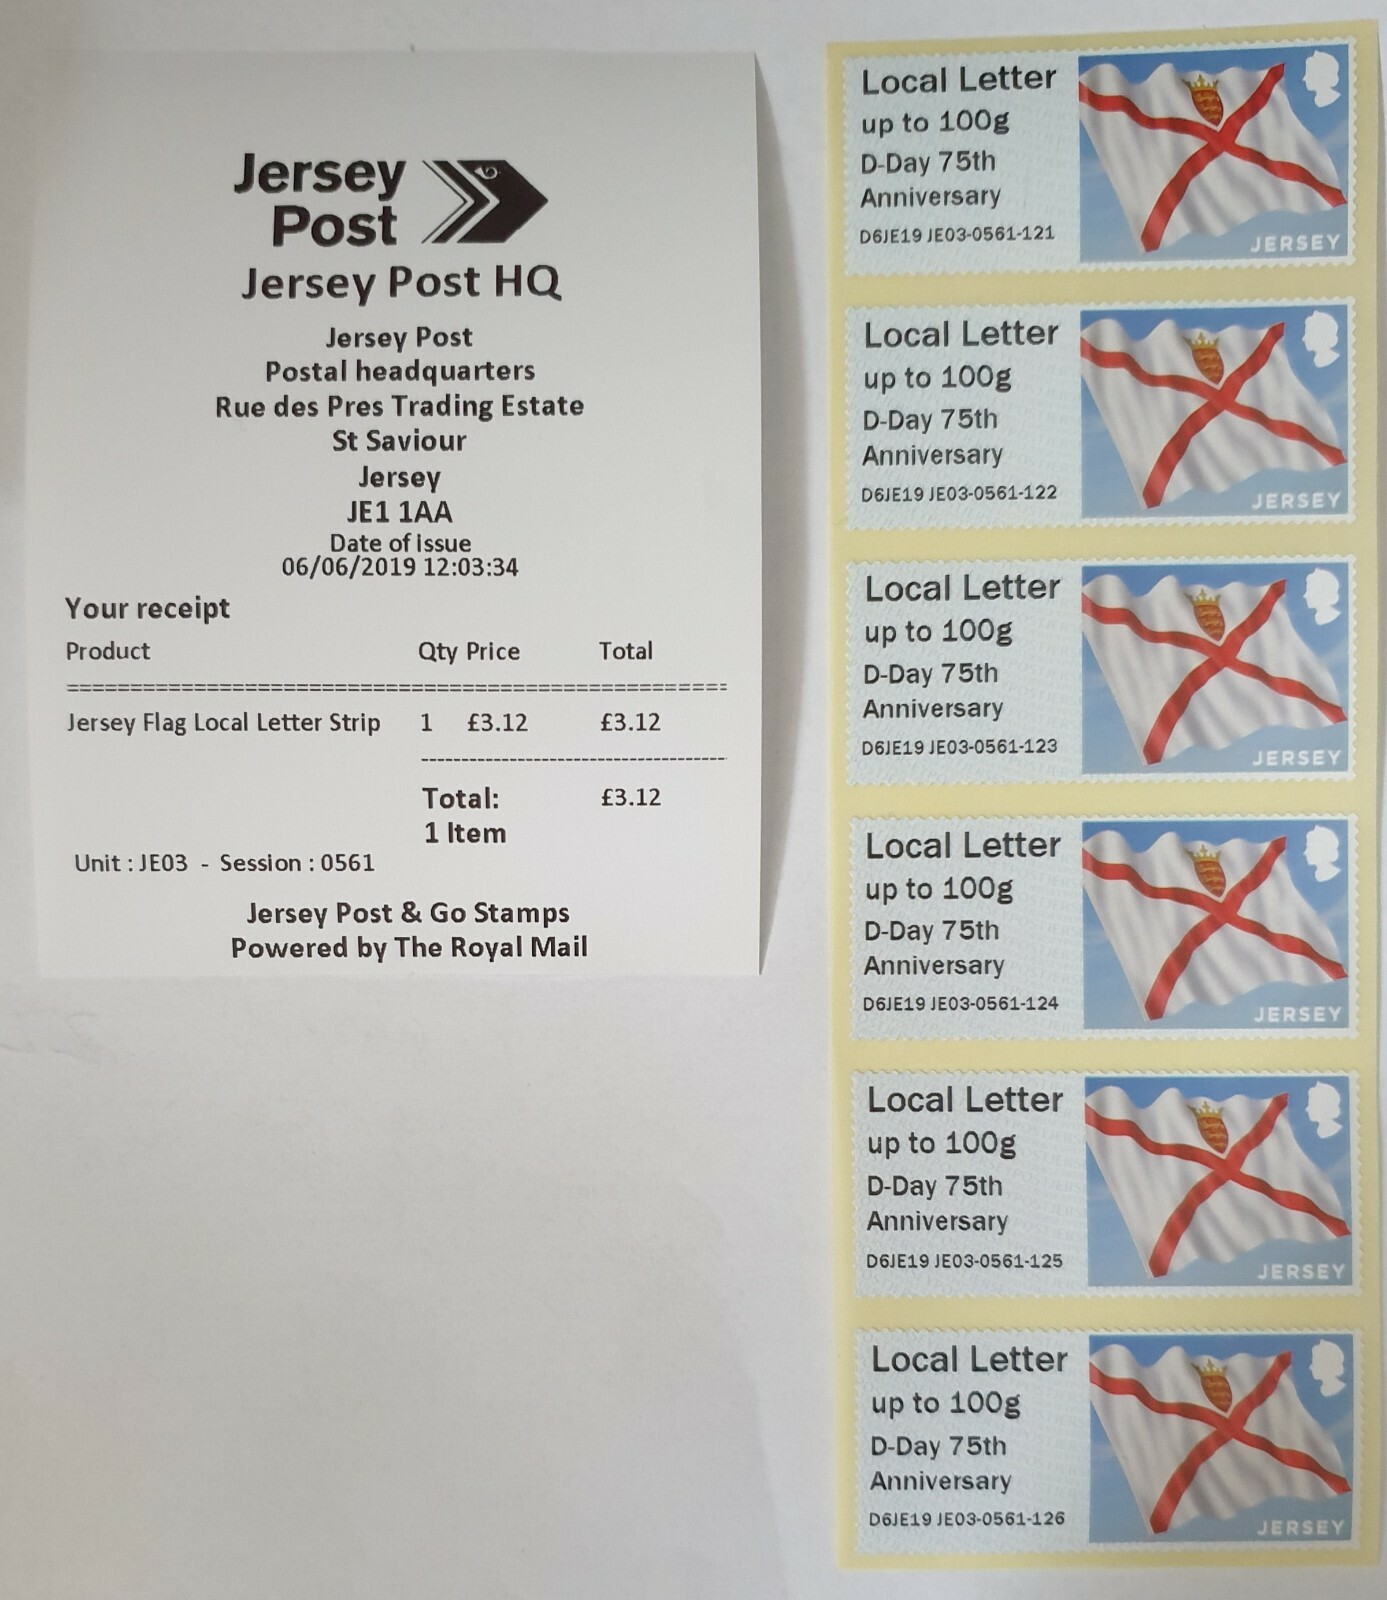 Jersey
Post
Jersey Post HQ
Jersey Post
Postal headquarters
Rue des Pres Trading Estate
St Saviour
Jersey
JE1 1AA
Date of issue
06/06/2019 12:03:34
Your receipt
Product Qty Price Total
====================================================
Jersey Flag Local Letter Strip 1 £3.12 £3.12
--------------------------------------
Total: £3.12
1 Item
Unit : JE03 - Session : 0561
Jersey Post & Go Stamps
Powered by The Royal Mail
Local Letter
up to 100g
D-Day 75th
Anniversary
D6JE19 JE03-0561-121
JERSEY
Local Letter
up to 100g
D-Day 75th
Anniversary
D6JE19 JE03-0561-122
JERSEY
Local Letter
up to 100g
D-Day 75th
Anniversary
D6JE19 JE03-0561-123
JERSEY
Local Letter
up to 100g
D-Day 75th
Anniversary
D6JE19 JE03-0561-124
JERSEY
Local Letter
up to 100g
D-Day 75th
Anniversary
D6JE19 JE03-0561-125
JERSEY
Local Letter
up to 100g
D-Day 75th
Anniversary
D6JE19 JE03-0561-126
JERSEY